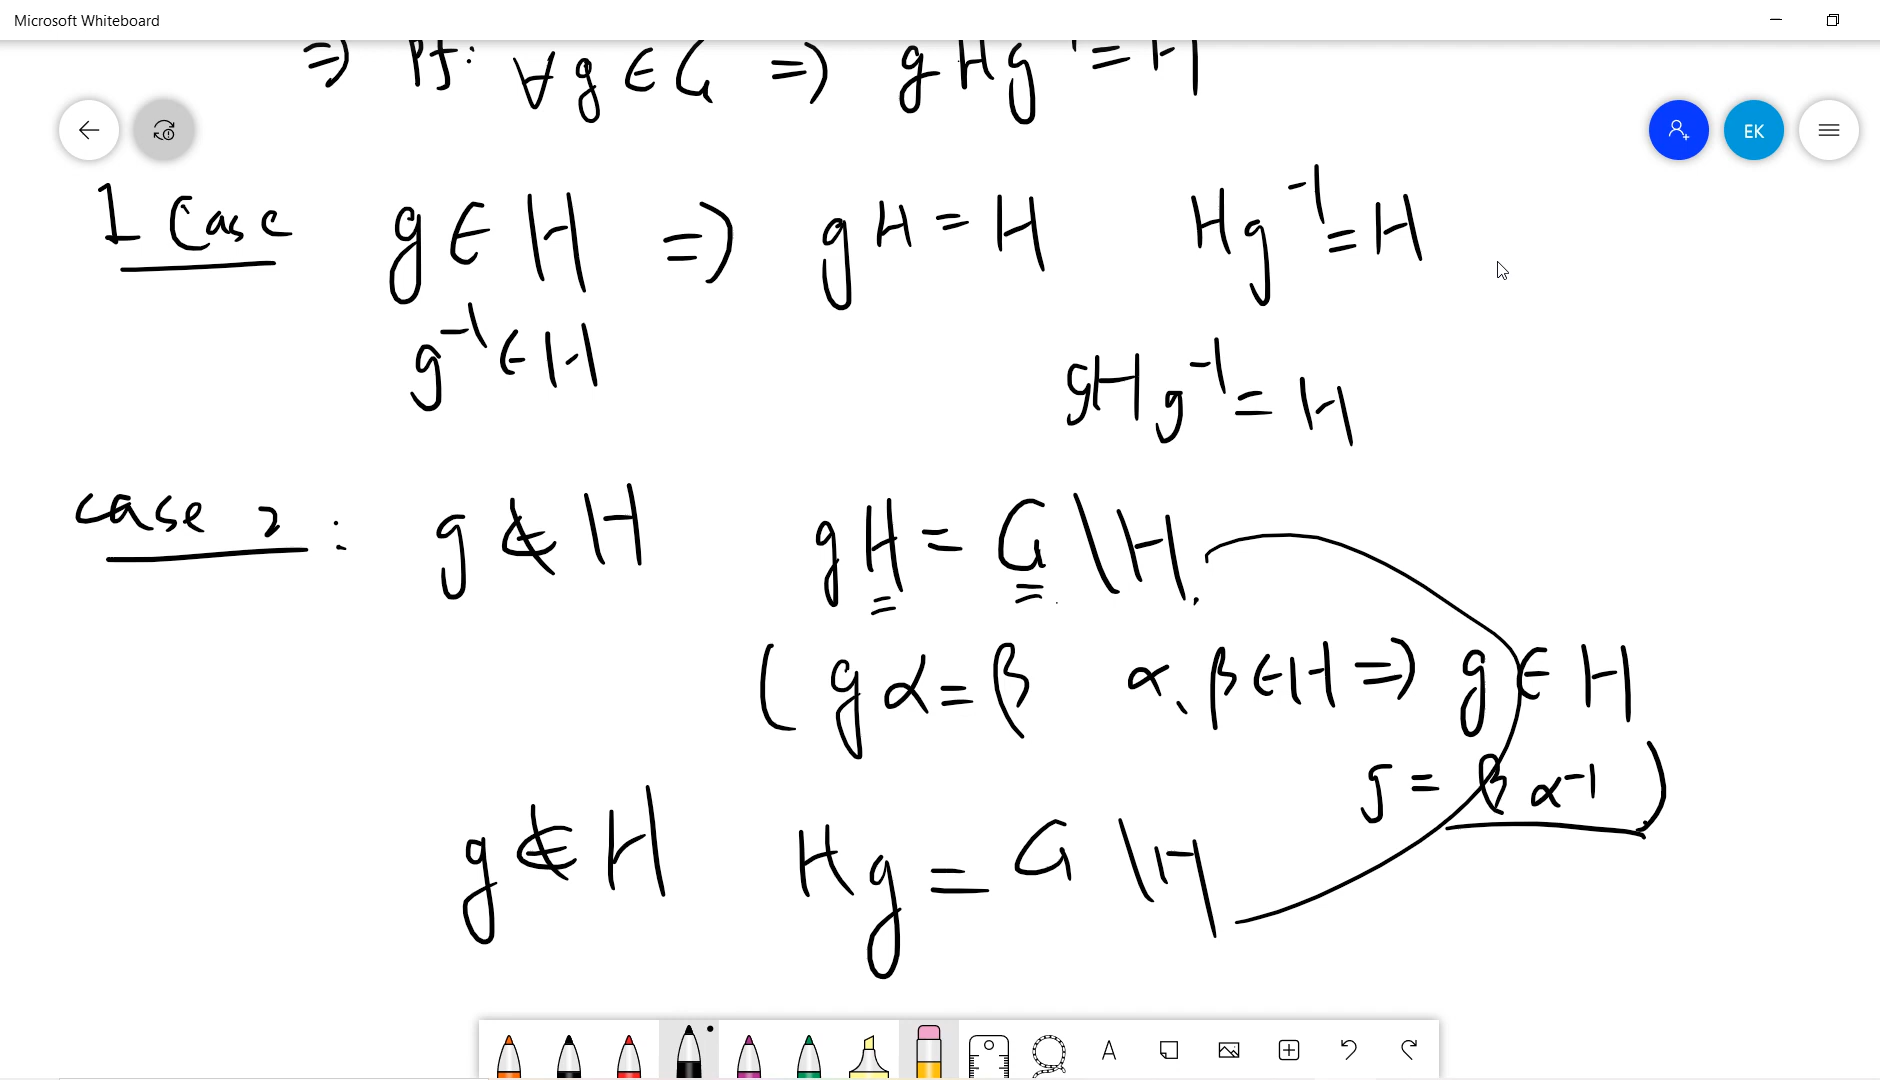 Microsoft Whiteboard
⇒ Pf: ∀g ∈ G ⇒ gHg⁻¹ = H
EK
1 Case g ∈ H ⇒ gH = H Hg⁻¹ = H
g⁻¹ ∈ H gHg⁻¹ = H
case 2: g ∉ H gH = G \ H.
( gα = β α, β ∈ H ⇒ g ∈ H
g = βα⁻¹ )
g ∉ H Hg = G \ H
A